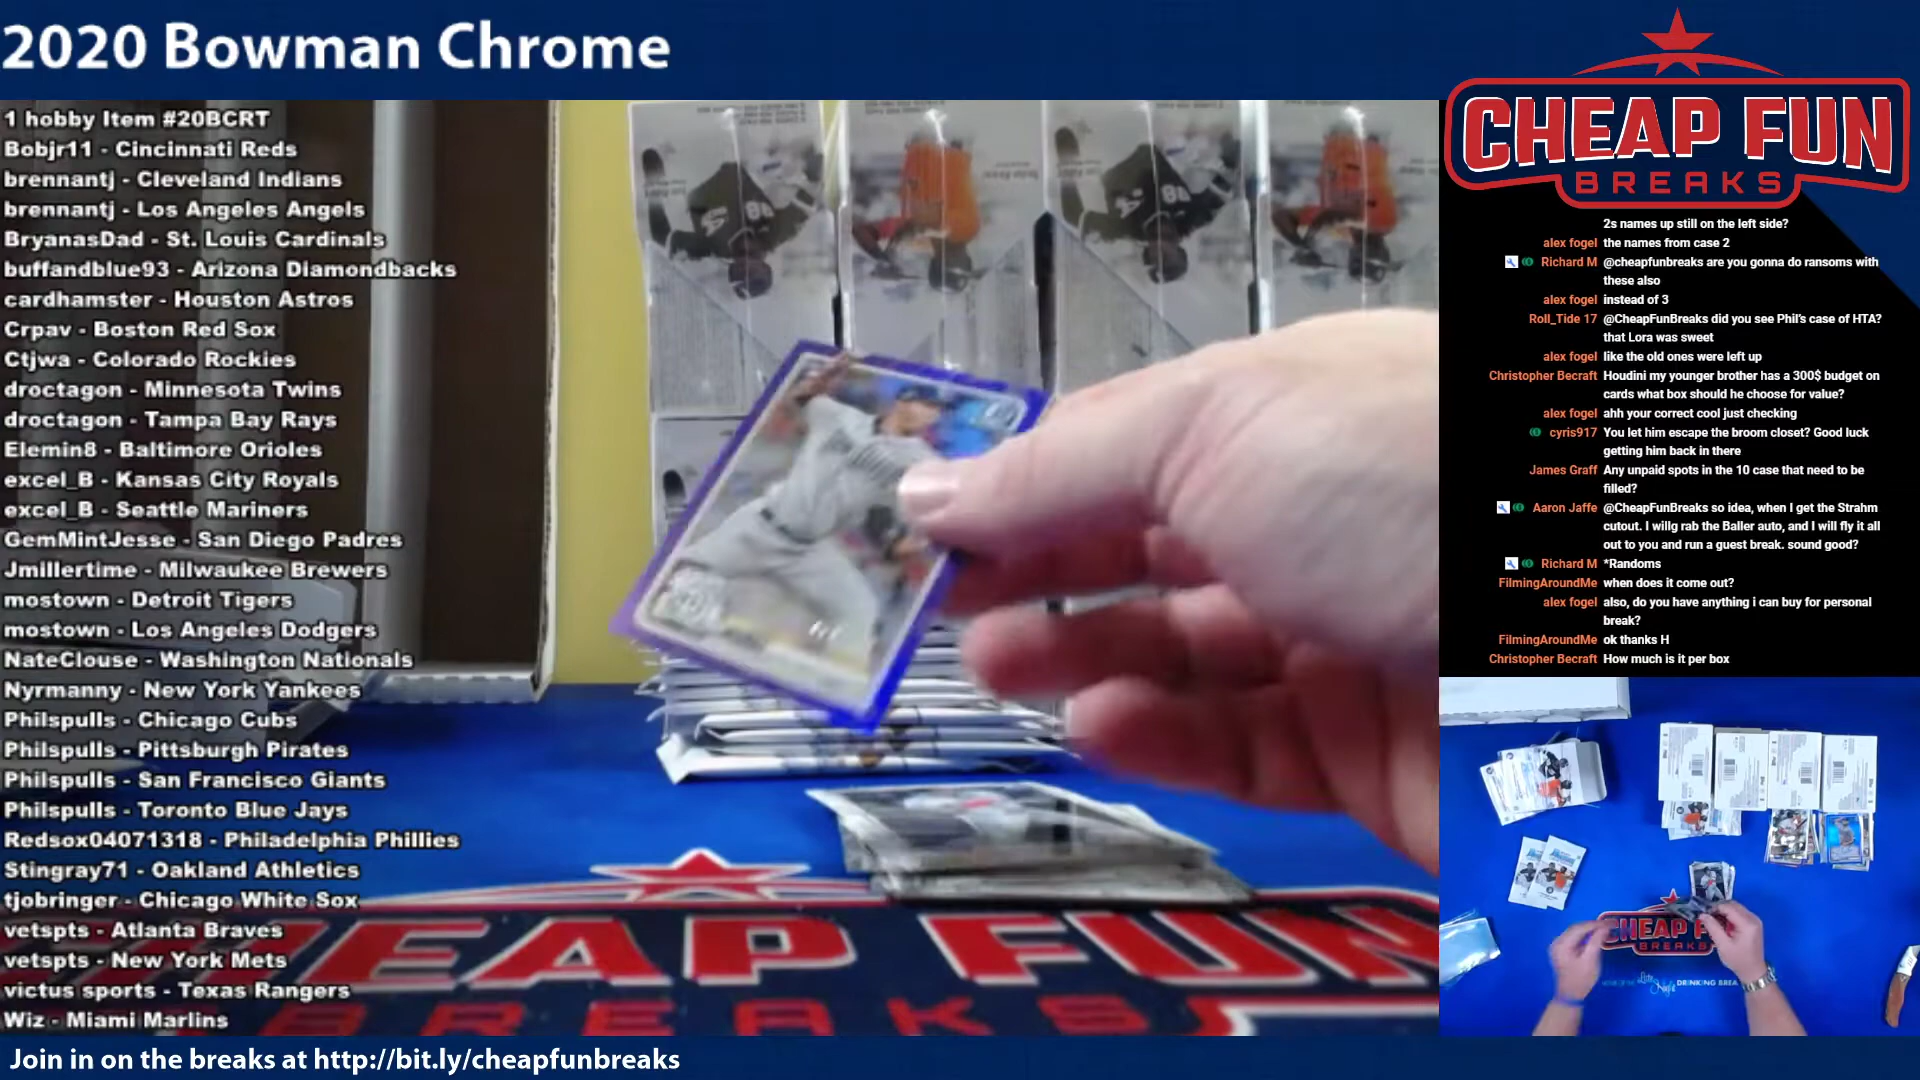 2020 Bowman Chrome
1 hobby Item #20BCRT
Bobjr11 - Cincinnati Reds
brennantj - Cleveland Indians
brennantj - Los Angeles Angels
BryanasDad - St. Louis Cardinals
buffandblue93 - Arizona Diamondbacks
cardhamster - Houston Astros
Crpav - Boston Red Sox
Ctjwa - Colorado Rockies
droctagon - Minnesota Twins
droctagon - Tampa Bay Rays
Elemin8 - Baltimore Orioles
excel_B - Kansas City Royals
excel_B - Seattle Mariners
GemMintJesse - San Diego Padres
Jmillertime - Milwaukee Brewers
mostown - Detroit Tigers
mostown - Los Angeles Dodgers
NateClouse - Washington Nationals
Nyrmanny - New York Yankees
Philspulls - Chicago Cubs
Philspulls - Pittsburgh Pirates
Philspulls - San Francisco Giants
Philspulls - Toronto Blue Jays
Redsox04071318 - Philadelphia Phillies
Stingray71 - Oakland Athletics
tjobringer - Chicago White Sox
vetspts - Atlanta Braves
vetspts - New York Mets
victus sports - Texas Rangers
Wiz - Miami Marlins
HEAP FUN
BREAKS
Join in on the breaks at http://bit.ly/cheapfunbreaks
CHEAP FUN
BREAKS
2s names up still on the left side?
alex fogel the names from case 2
Richard M @cheapfunbreaks are you gonna do ransoms with
these also
alex fogel instead of 3
Roll_Tide 17 @CheapFunBreaks did you see Phil's case of HTA?
that Lora was sweet
alex fogel like the old ones were left up
Christopher Becraft Houdini my younger brother has a 300$ budget on
cards what box should he choose for value?
alex fogel ahh your correct cool just checking
cyris917 You let him escape the broom closet? Good luck
getting him back in there
James Graff Any unpaid spots in the 10 case that need to be
filled?
Aaron Jaffe @CheapFunBreaks so idea, when I get the Strahm
cutout. I willg rab the Baller auto, and I will fly it all
out to you and run a guest break. sound good?
Richard M *Randoms
FilmingAroundMe when does it come out?
alex fogel also, do you have anything i can buy for personal
break?
FilmingAroundMe ok thanks H
Christopher Becraft How much is it per box
CHEAP F
BREAKS
Late Night DRINKING BREA